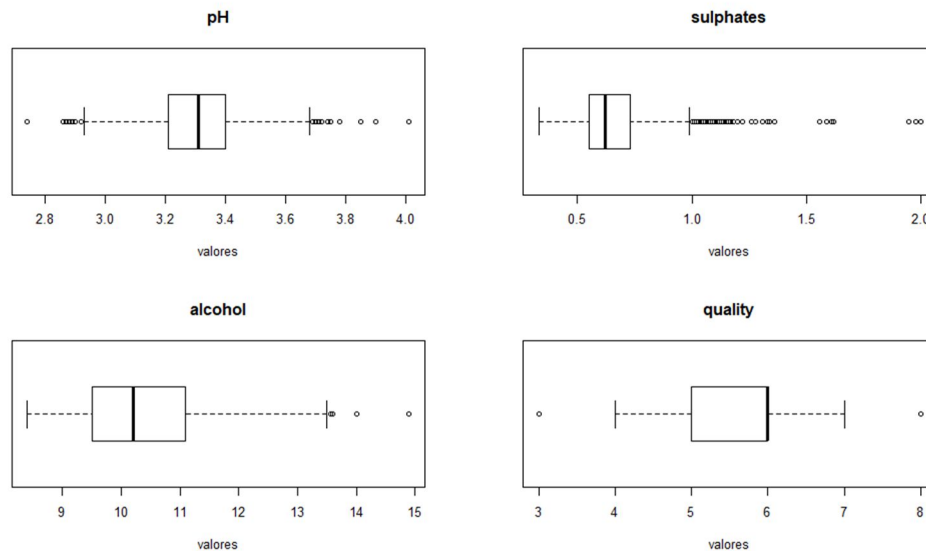 pH
2.8 3.0 3.2 3.4 3.6 3.8 4.0
valores
sulphates
0.5 1.0 1.5 2.0
valores
alcohol
9 10 11 12 13 14 15
valores
quality
3 4 5 6 7 8
valores